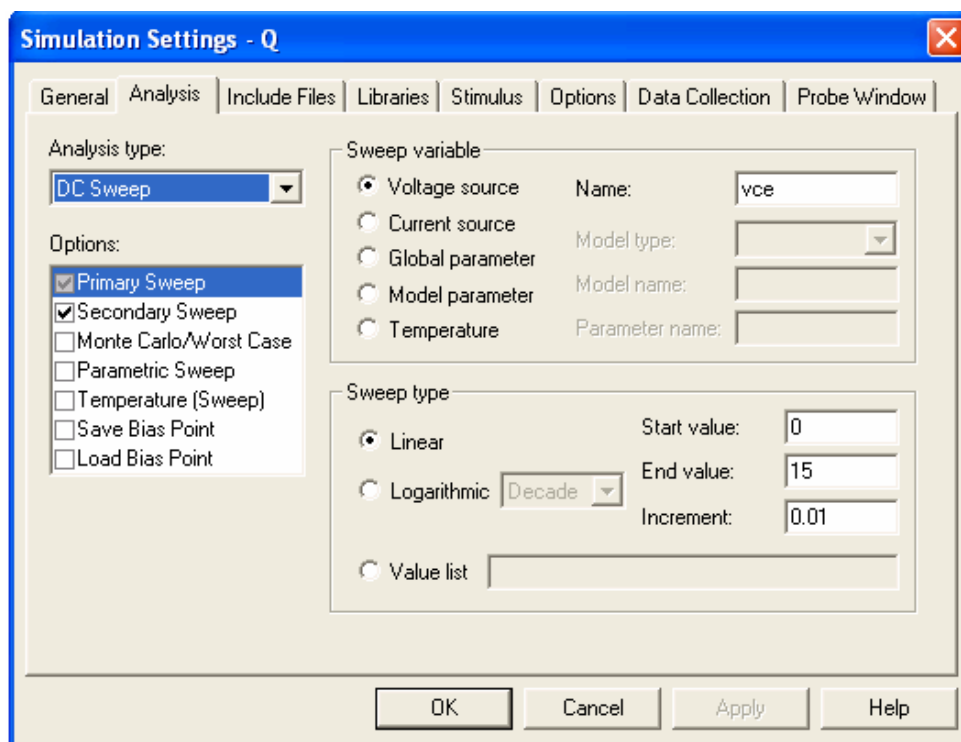 Simulation Settings - Q
General Analysis Include Files Libraries Stimulus Options Data Collection Probe Window
Analysis type:
DC Sweep
Options:
Primary Sweep
Secondary Sweep
Monte Carlo/Worst Case
Parametric Sweep
Temperature (Sweep)
Save Bias Point
Load Bias Point
Sweep variable
Voltage source
Current source
Global parameter
Model parameter
Temperature
Name: vce
Model type:
Model name:
Parameter name:
Sweep type
Linear
Logarithmic Decade
Value list
Start value: 0
End value: 15
Increment: 0.01
OK Cancel Apply Help